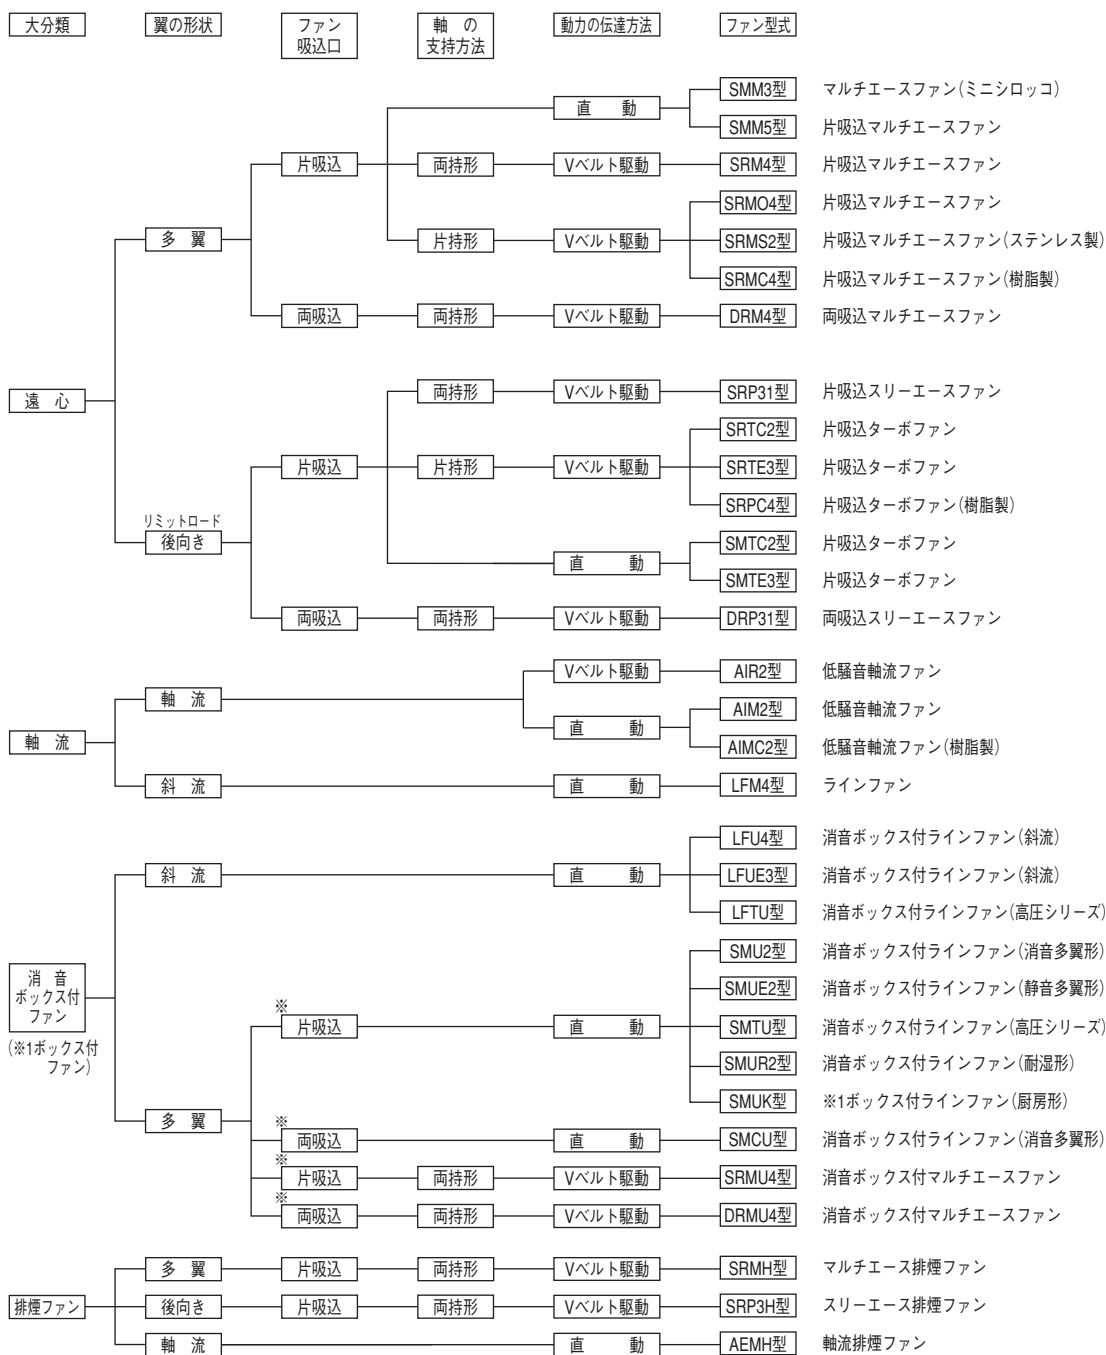 大分類 翼の形状 ファン 軸 の 動力の伝達方法 ファン型式
吸込口 支持方法
直 動 SMM3型 マルチエースファン(ミニシロッコ)
SMM5型 片吸込マルチエースファン
片吸込 両持形 Vベルト駆動 SRM4型 片吸込マルチエースファン
SRMO4型 片吸込マルチエースファン
多 翼 片持形 Vベルト駆動 SRMS2型 片吸込マルチエースファン(ステンレス製)
SRMC4型 片吸込マルチエースファン(樹脂製)
両吸込 両持形 Vベルト駆動 DRM4型 両吸込マルチエースファン
遠 心 両持形 Vベルト駆動 SRP31型 片吸込スリーエースファン
SRTC2型 片吸込ターボファン
片吸込 片持形 Vベルト駆動 SRTE3型 片吸込ターボファン
SRPC4型 片吸込ターボファン(樹脂製)
リミットロード
後向き SMTC2型 片吸込ターボファン
直 動
SMTE3型 片吸込ターボファン
両吸込 両持形 Vベルト駆動 DRP31型 両吸込スリーエースファン
Vベルト駆動 AIR2型 低騒音軸流ファン
軸 流
AIM2型 低騒音軸流ファン
軸 流 直 動
AIMC2型 低騒音軸流ファン(樹脂製)
斜 流 直 動 LFM4型 ラインファン
LFU4型 消音ボックス付ラインファン(斜流)
斜 流 直 動 LFUE3型 消音ボックス付ラインファン(斜流)
LFTU型 消音ボックス付ラインファン(高圧シリーズ)
SMU2型 消音ボックス付ラインファン(消音多翼形)
消 音
ボックス付
ファン
(※1ボックス付
ファン)
SMUE2型 消音ボックス付ラインファン(静音多翼形)
※
片吸込 直 動 SMTU型 消音ボックス付ラインファン(高圧シリーズ)
SMUR2型 消音ボックス付ラインファン(耐湿形)
SMUK型 ※1ボックス付ラインファン(厨房形)
多 翼
※
両吸込 直 動 SMCU型 消音ボックス付ラインファン(消音多翼形)
※
片吸込 両持形 Vベルト駆動 SRMU4型 消音ボックス付マルチエースファン
※
両吸込 両持形 Vベルト駆動 DRMU4型 消音ボックス付マルチエースファン
多 翼 片吸込 両持形 Vベルト駆動 SRMH型 マルチエース排煙ファン
排煙ファン 後向き 片吸込 両持形 Vベルト駆動 SRP3H型 スリーエース排煙ファン
軸 流 直 動 AEMH型 軸流排煙ファン